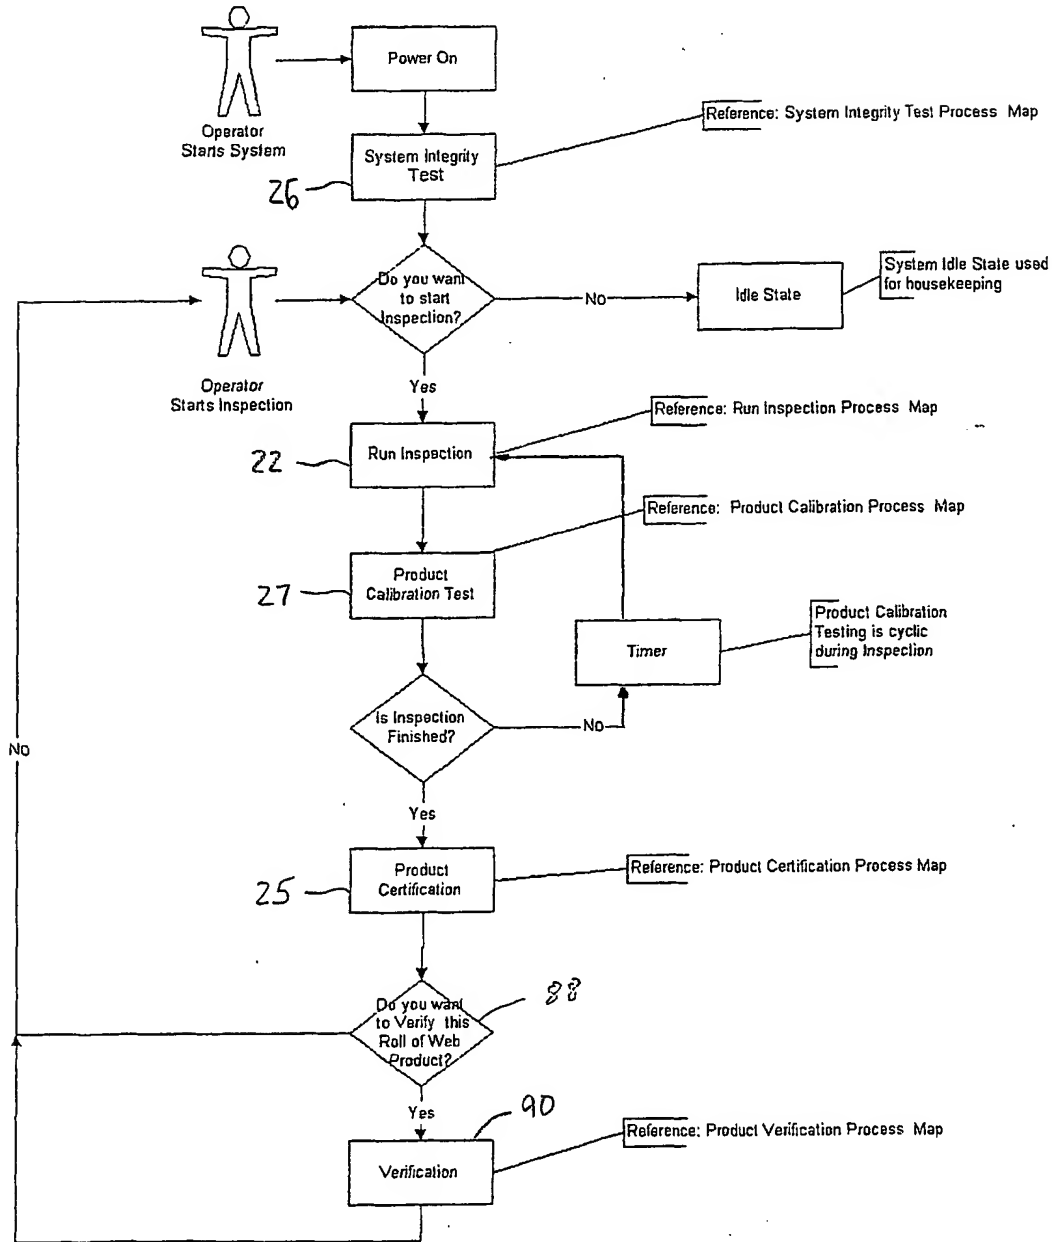 Power On
Operator
Starts System
Reference: System Integrity Test Process Map
System Integrity
Test
26
Do you want
to start
Inspection?
No
Idle State
System Idle State used
for housekeeping
Operator
Starts Inspection
Yes
Reference: Run Inspection Process Map
Run Inspection
22
Reference: Product Calibration Process Map
Product
Calibration Test
27
Timer
Product Calibration
Testing is cyclic
during Inspection
Is Inspection
Finished?
No
No
Yes
Product
Certification
25
Reference: Product Certification Process Map
Do you want
to Verify this
Roll of Web
Product?
88
Yes
90
Verification
Reference: Product Verification Process Map